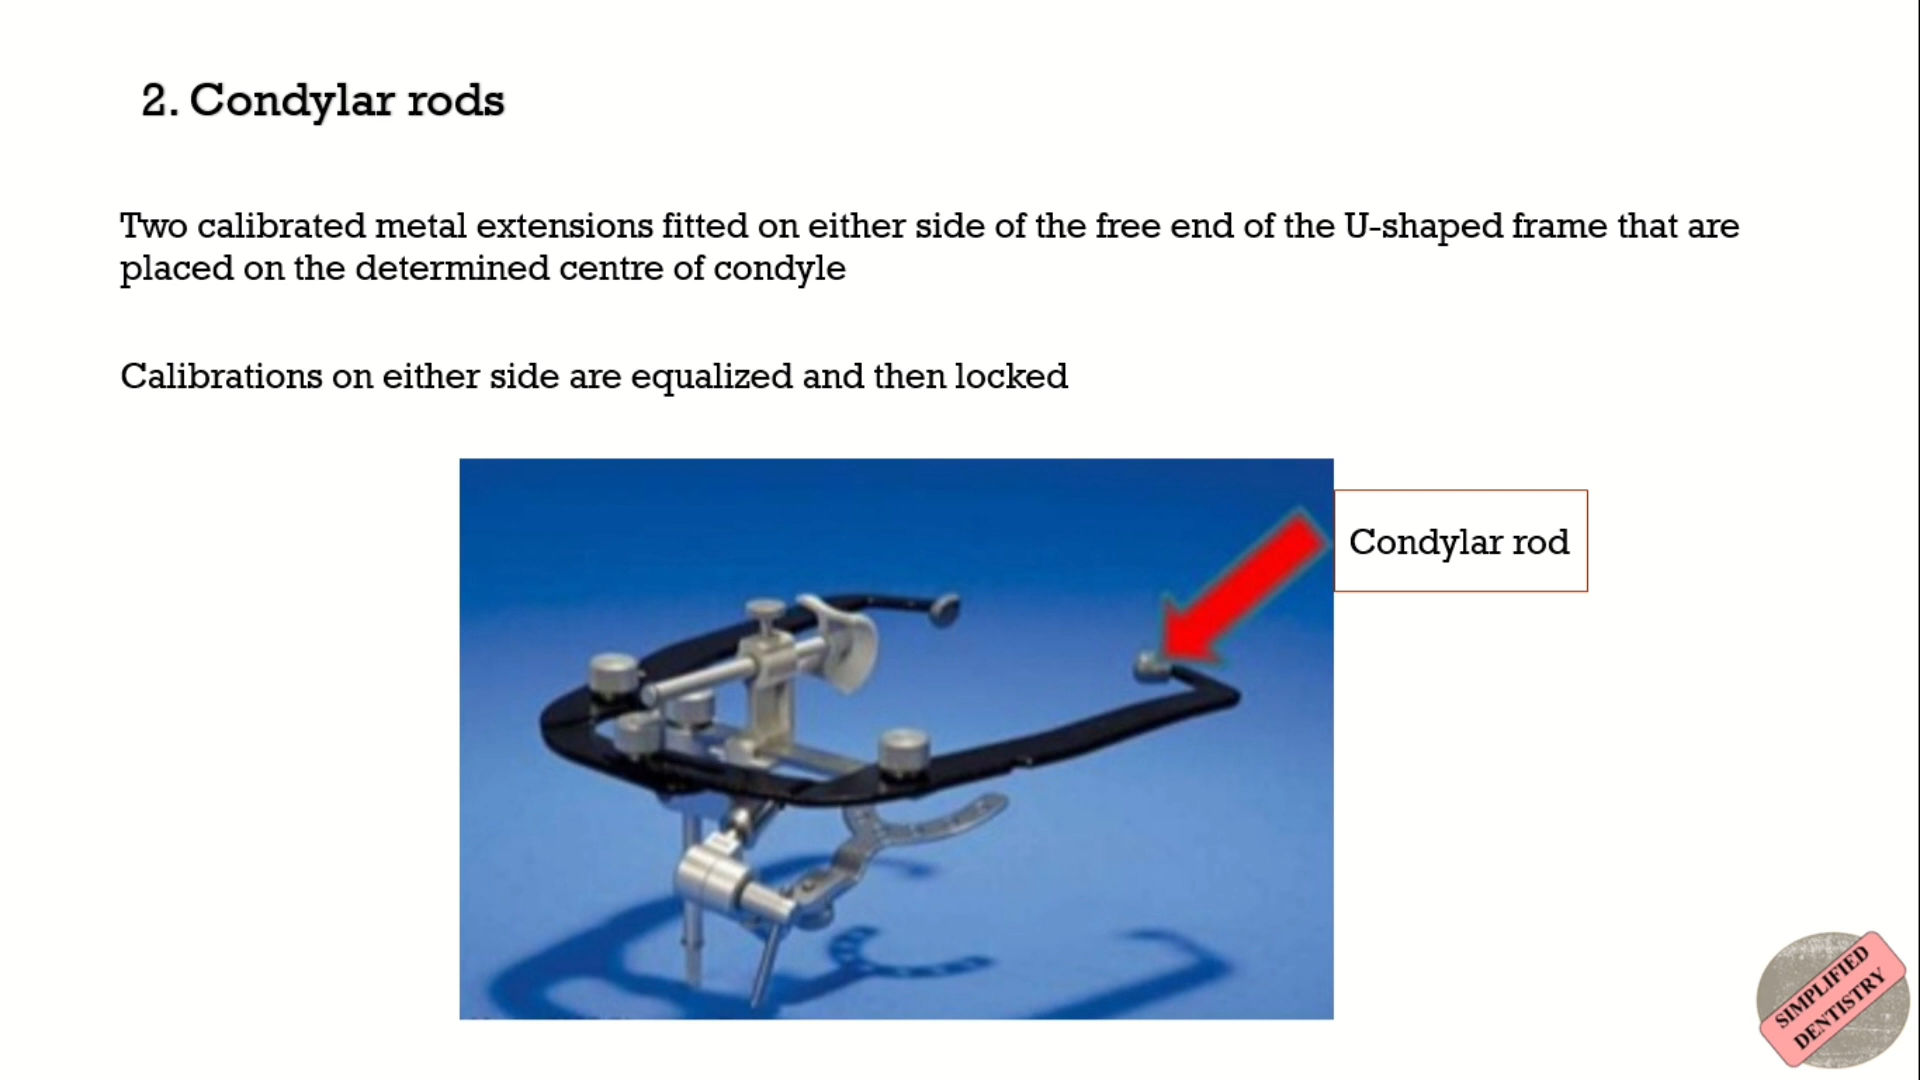 2. Condylar rods
Two calibrated metal extensions fitted on either side of the free end of the U-shaped frame that are
placed on the determined centre of condyle
Calibrations on either side are equalized and then locked
Condylar rod
SIMPLIFIED
DENTISTRY